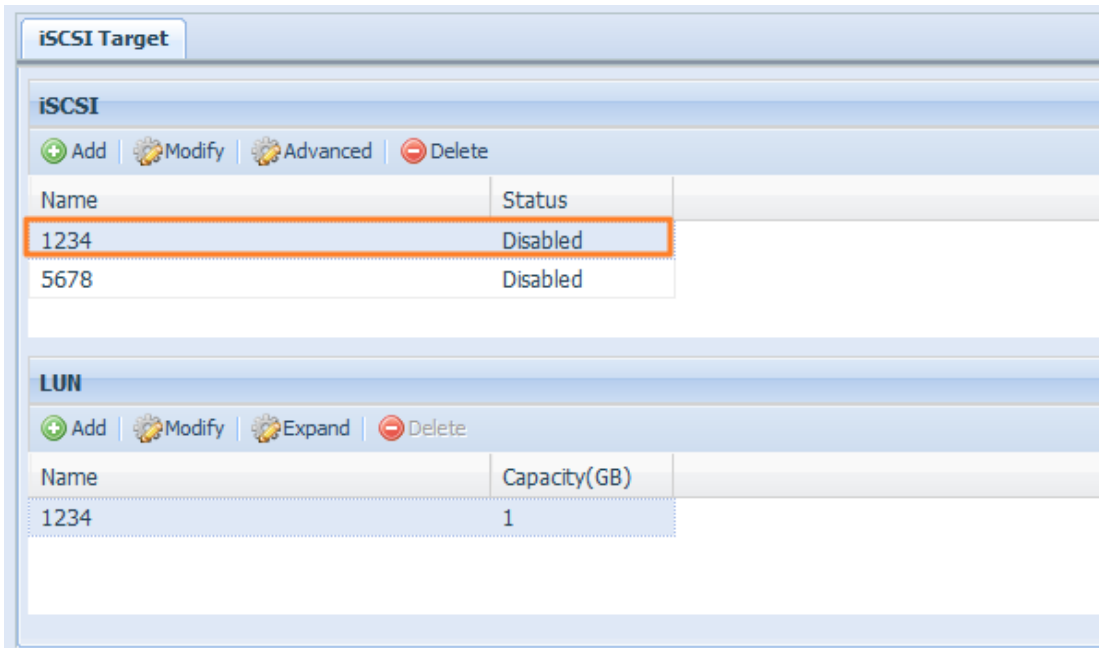 iSCSI Target
iSCSI
Add Modify Advanced Delete
Name Status
1234 Disabled
5678 Disabled
LUN
Add Modify Expand Delete
Name Capacity(GB)
1234 1